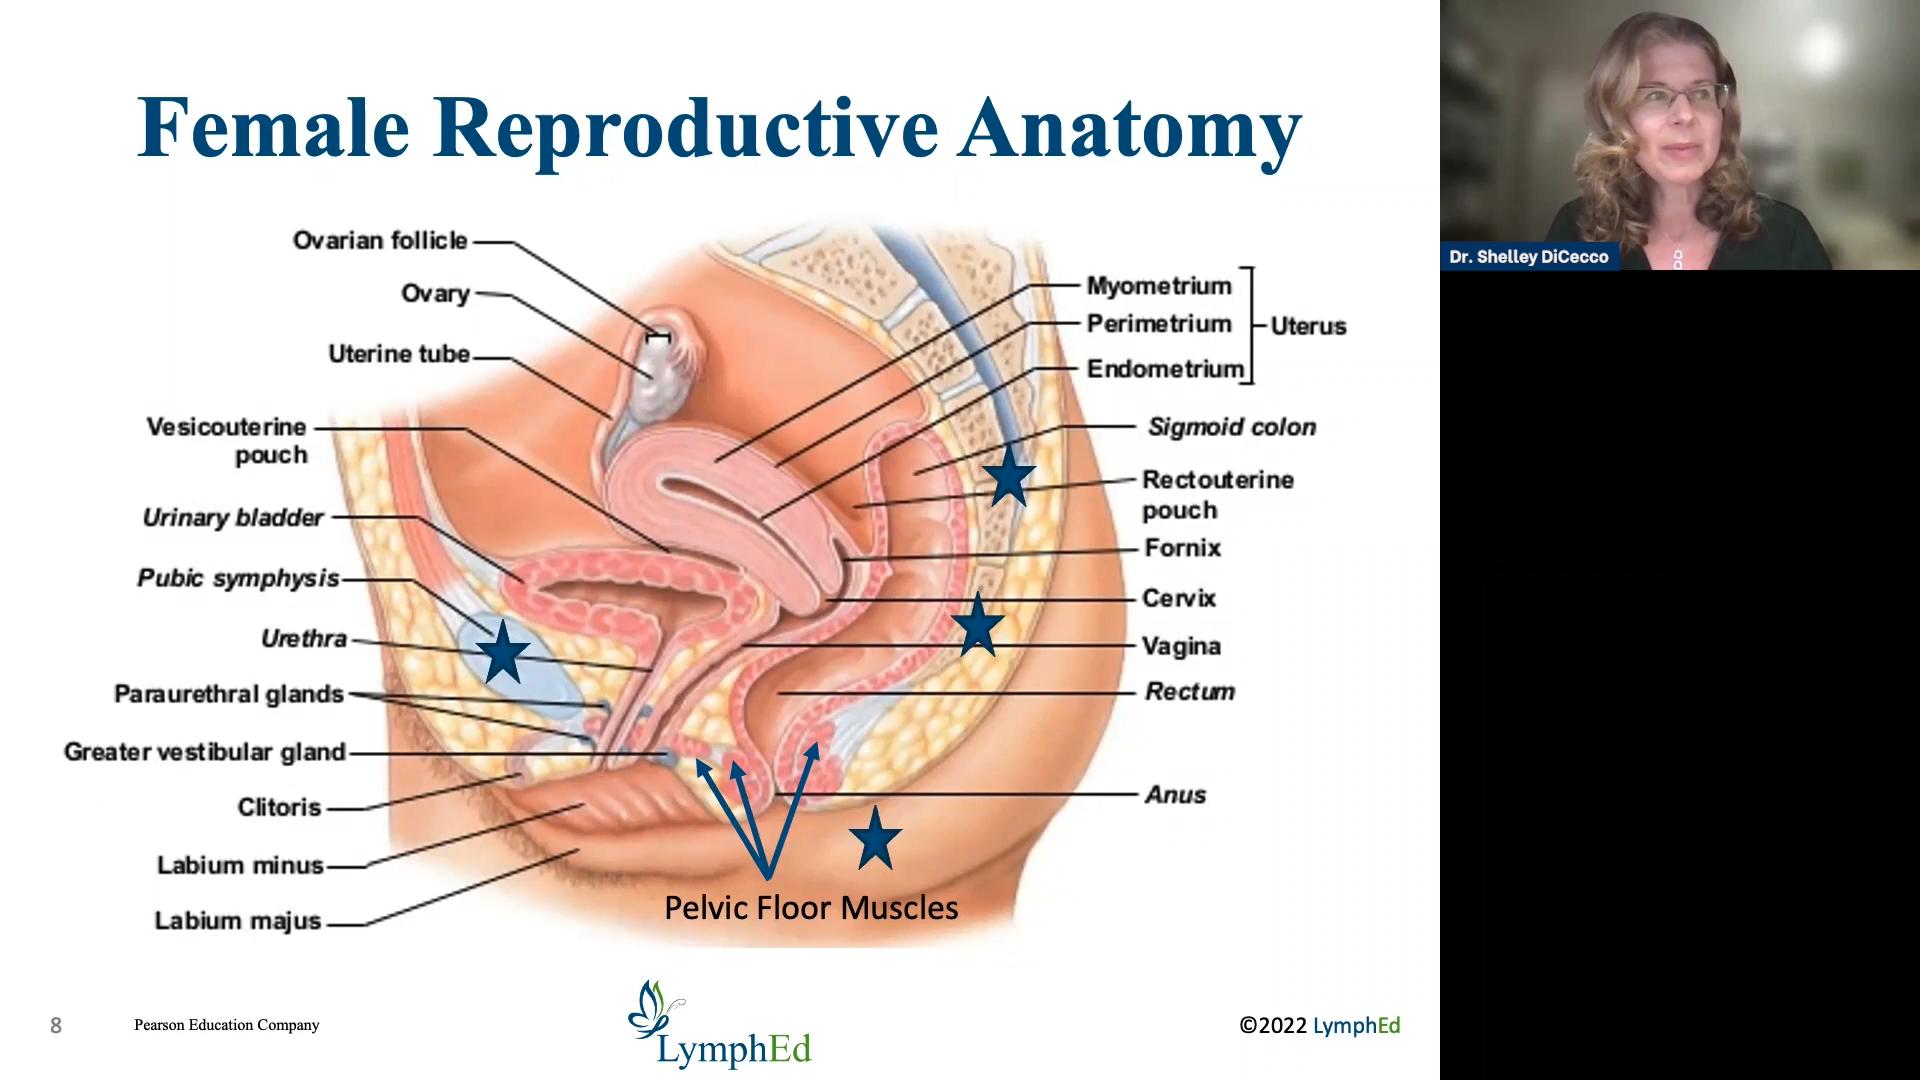 Female Reproductive Anatomy
Ovarian follicle
Ovary
Uterine tube
Vesicouterine
pouch
Urinary bladder
Pubic symphysis
Urethra
Paraurethral glands
Greater vestibular gland
Clitoris
Labium minus
Labium majus
Myometrium
Perimetrium
Endometrium
Uterus
Sigmoid colon
Rectouterine
pouch
Fornix
Cervix
Vagina
Rectum
Anus
Pelvic Floor Muscles
8
Pearson Education Company
LymphEd
©2022 LymphEd
Dr. Shelley DiCecco